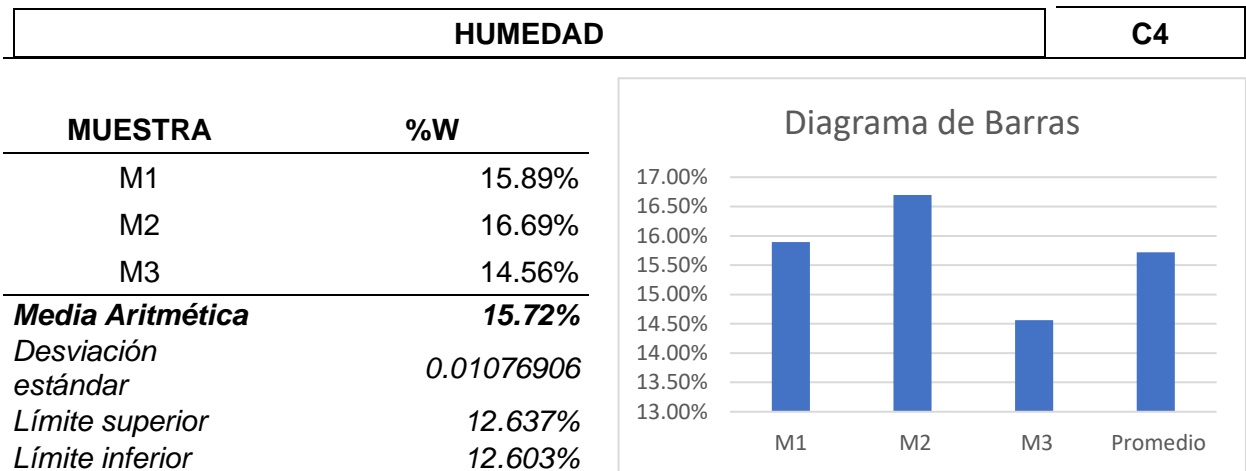 HUMEDAD C4
MUESTRA %W
M1 15.89%
M2 16.69%
M3 14.56%
Media Aritmética 15.72%
Desviación
estándar 0.01076906
Límite superior 12.637%
Límite inferior 12.603%
Diagrama de Barras
17.00%
16.50%
16.00%
15.50%
15.00%
14.50%
14.00%
13.50%
13.00%
M1 M2 M3 Promedio